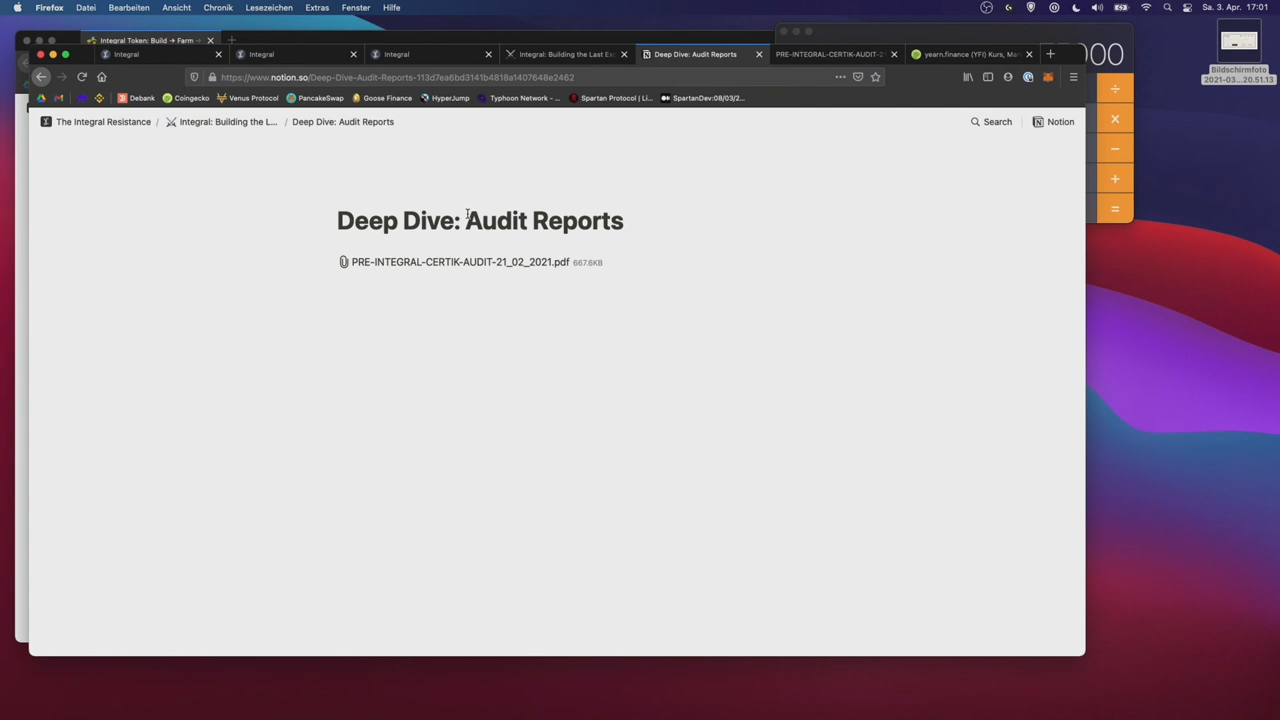 Firefox Datei Bearbeiten Ansicht Chronik Lesezeichen Extras Fenster Hilfe Sa. 3. Apr. 17:01
Integral Token: Build → Farm →
Integral Integral Integral Integral: Building the Last Ex Deep Dive: Audit Reports PRE-INTEGRAL-CERTIK-AUDIT-21 yearn.finance (YFI) Kurs, Mar
https://www.notion.so/Deep-Dive-Audit-Reports-113d7ea6bd3141b4818a1407648e2462
Debank Coingecko Venus Protocol PancakeSwap Goose Finance HyperJump Typhoon Network - ... Spartan Protocol | Li... SpartanDev:08/03/2...
The Integral Resistance / Integral: Building the L... / Deep Dive: Audit Reports Search Notion
Deep Dive: Audit Reports
PRE-INTEGRAL-CERTIK-AUDIT-21_02_2021.pdf 667.6KB
÷
×
−
+
=
Bildschirmfoto
2021-03...20.51.13